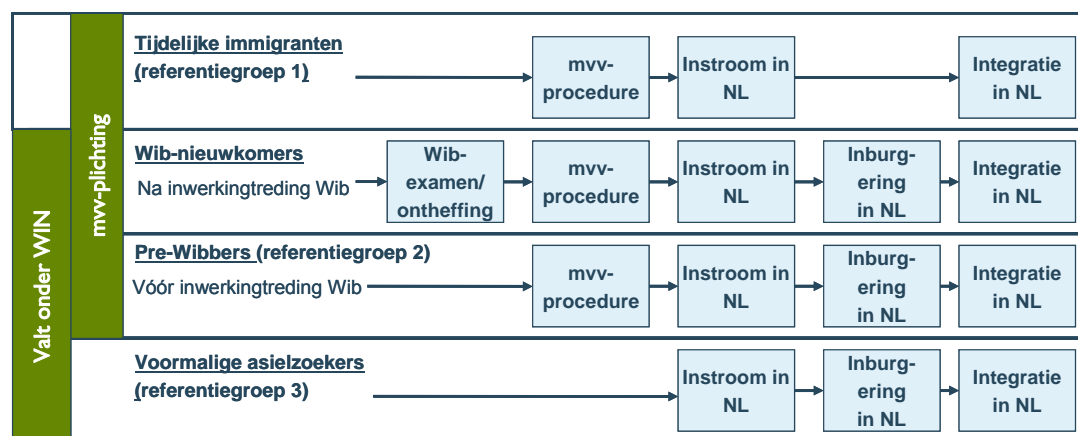 Valt onder WIN
mvv-plichting
Tijdelijke immigranten
(referentiegroep 1)
mvv-
procedure
Instroom in
NL
Integratie
in NL
Wib-nieuwkomers
Na inwerkingtreding Wib
Wib-
examen/
ontheffing
mvv-
procedure
Instroom in
NL
Inburg-
gering
in NL
Integratie
in NL
Pre-Wibbers (referentiegroep 2)
Vóór inwerkingtreding Wib
mvv-
procedure
Instroom in
NL
Inburg-
ering
in NL
Integratie
in NL
Voormalige asielzoekers
(referentiegroep 3)
Instroom in
NL
Inburg-
ering
in NL
Integratie
in NL